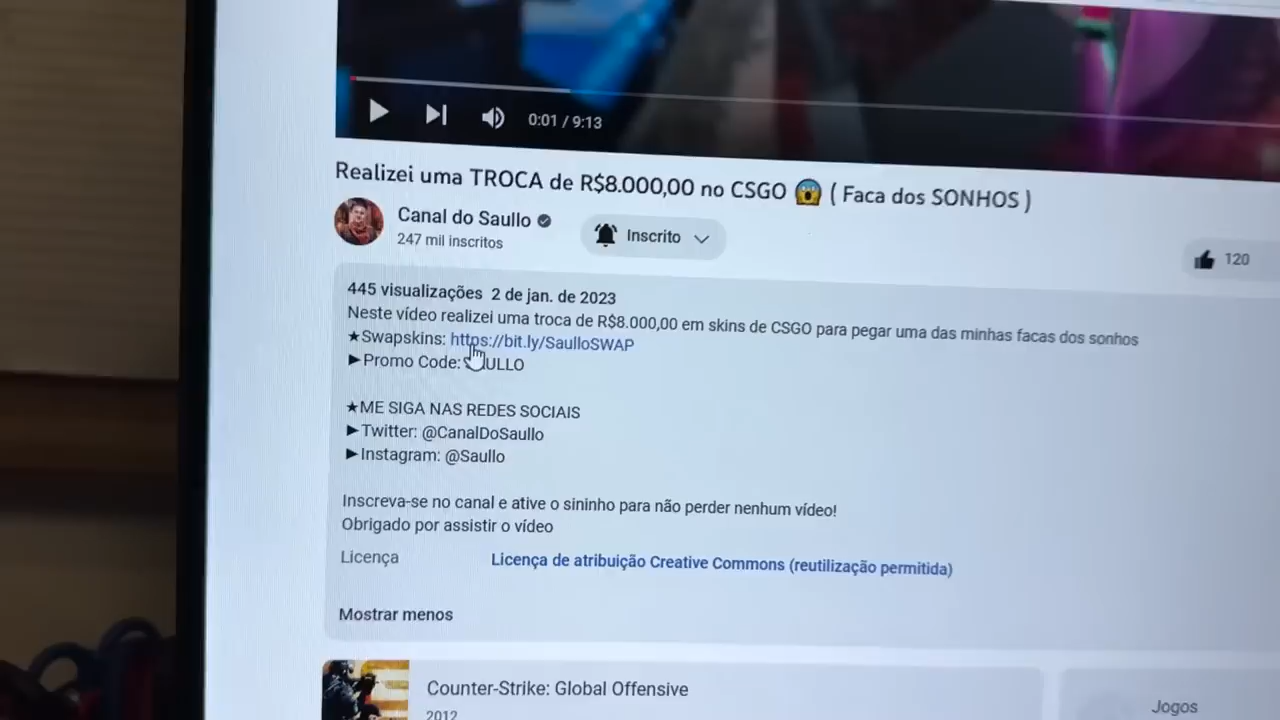 0:01 / 9:13
Realizei uma TROCA de R$8.000,00 no CSGO 😱 ( Faca dos SONHOS )
Canal do Saullo
247 mil inscritos
Inscrito
120
445 visualizações 2 de jan. de 2023
Neste vídeo realizei uma troca de R$8.000,00 em skins de CSGO para pegar uma das minhas facas dos sonhos
★Swapskins: https://bit.ly/SaulloSWAP
►Promo Code: SAULLO
★ME SIGA NAS REDES SOCIAIS
►Twitter: @CanalDoSaullo
►Instagram: @Saullo
Inscreva-se no canal e ative o sininho para não perder nenhum vídeo!
Obrigado por assistir o vídeo
Licença Licença de atribuição Creative Commons (reutilização permitida)
Mostrar menos
Counter-Strike: Global Offensive
2012
Jogos